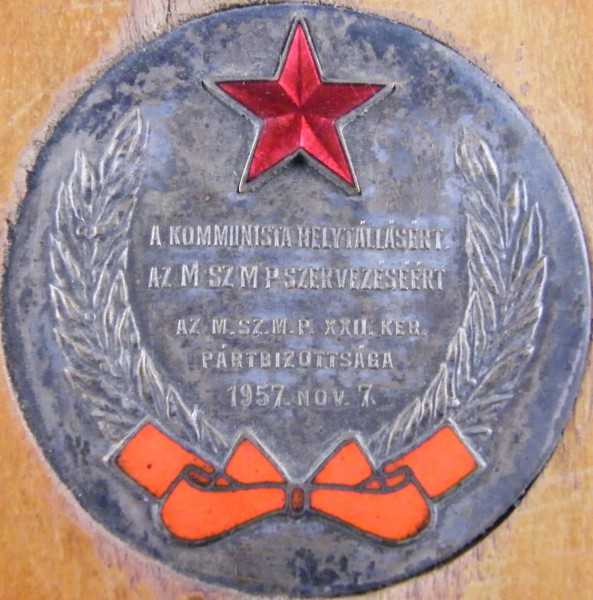 A KOMMUNISTA HELYTÁLLÁSÉRT
AZ M SZ M P SZERVEZÉSÉÉRT
AZ M.SZ.M.P. XXII. KER.
PÁRTBIZOTTSÁGA
1957. NOV. 7.